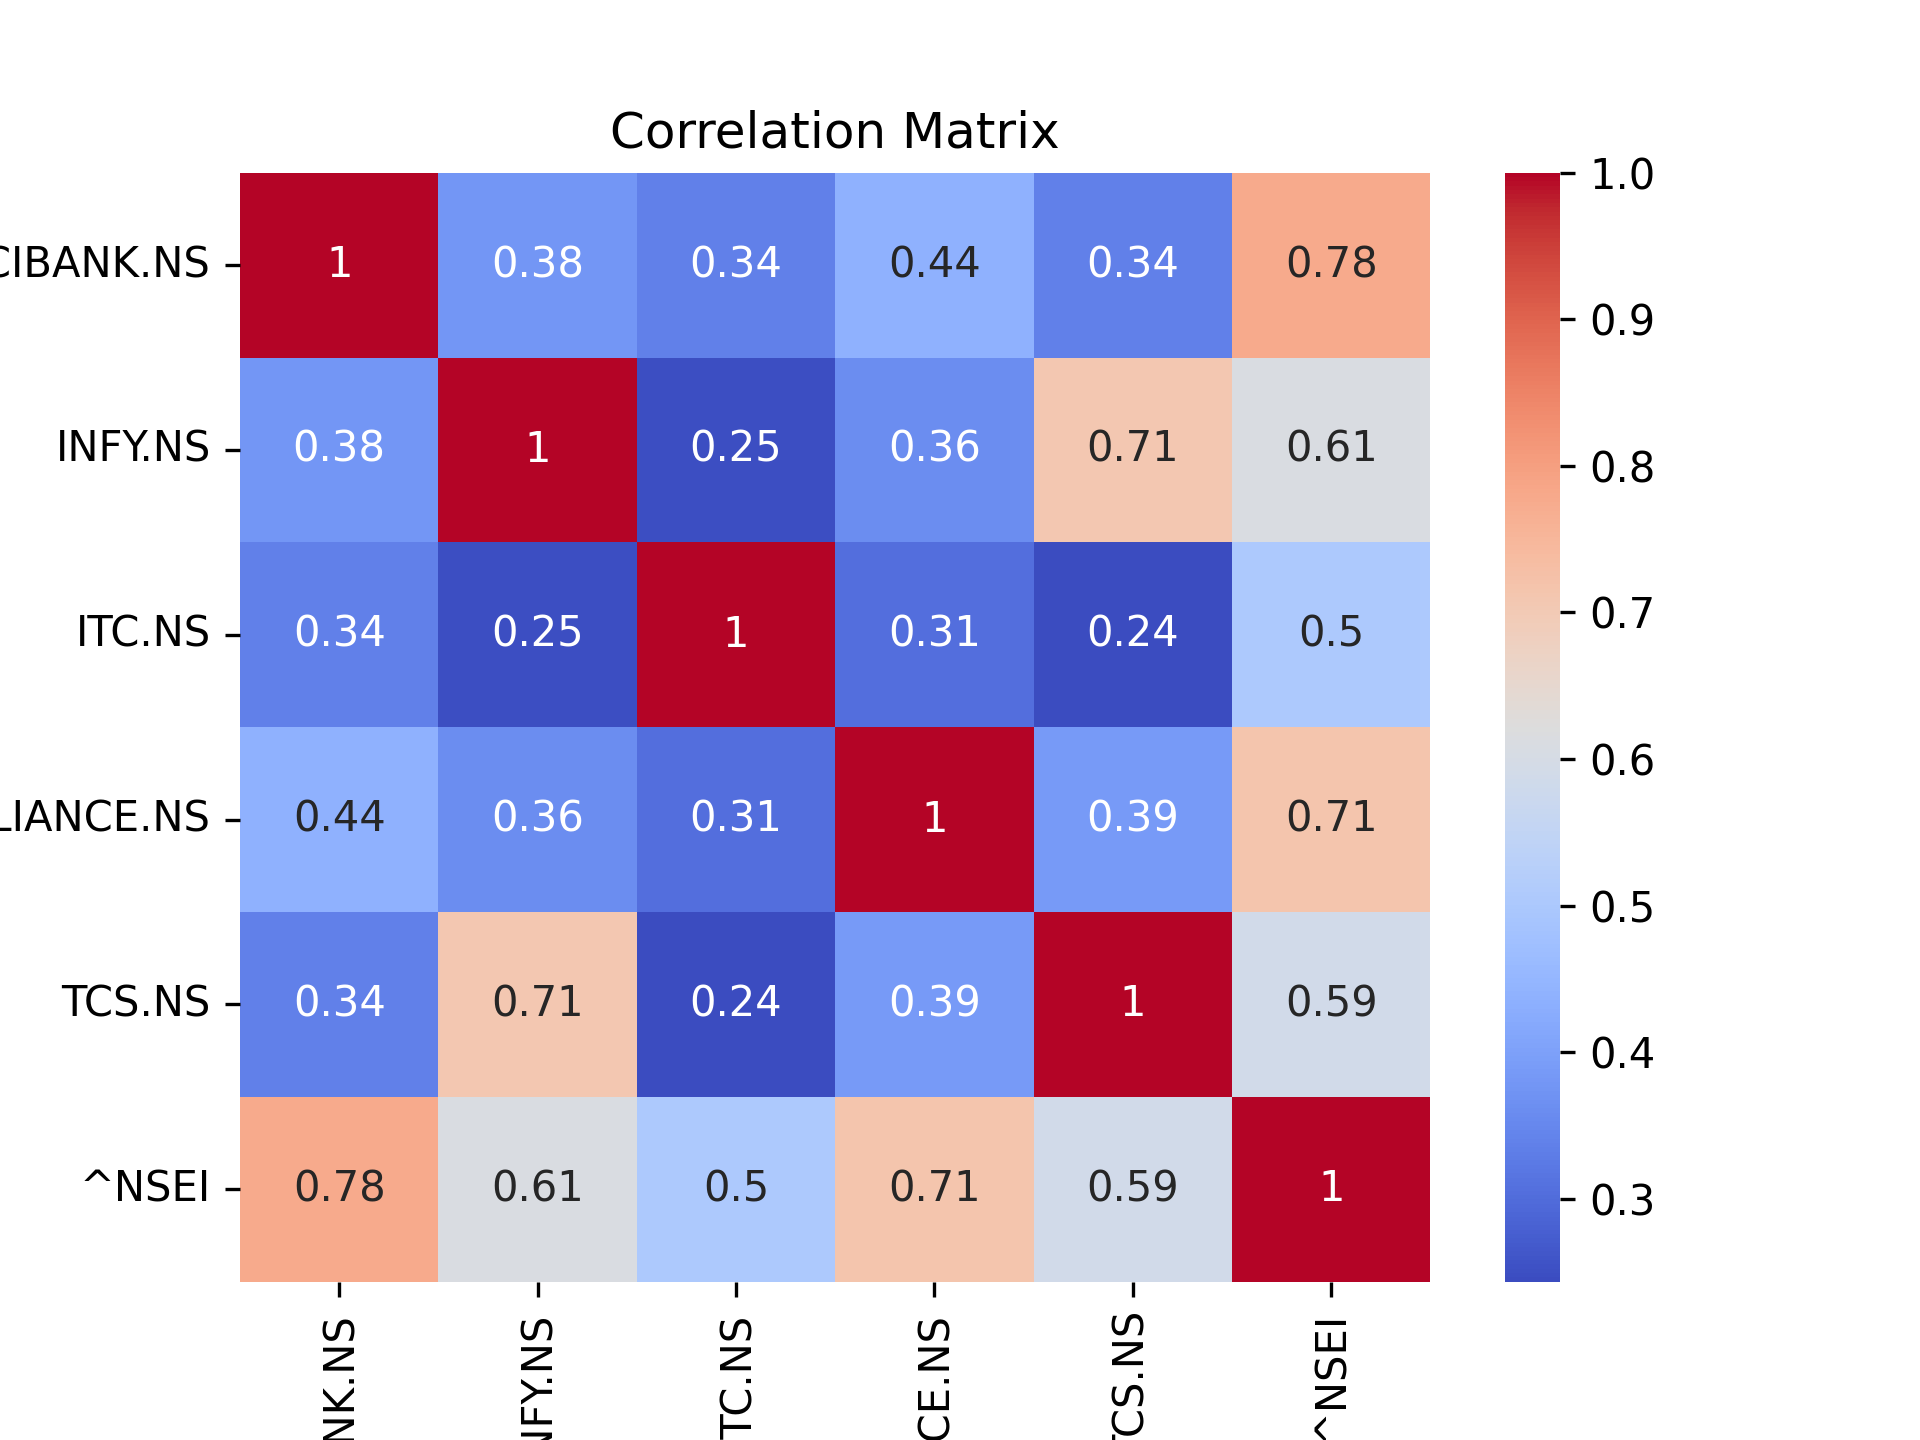 Correlation Matrix
CIBANK.NS 1 0.38 0.34 0.44 0.34 0.78
INFY.NS 0.38 1 0.25 0.36 0.71 0.61
ITC.NS 0.34 0.25 1 0.31 0.24 0.5
LIANCE.NS 0.44 0.36 0.31 1 0.39 0.71
TCS.NS 0.34 0.71 0.24 0.39 1 0.59
^NSEI 0.78 0.61 0.5 0.71 0.59 1
NK.NS NFY.NS TC.NS CE.NS TCS.NS ^NSEI
1.0
0.9
0.8
0.7
0.6
0.5
0.4
0.3